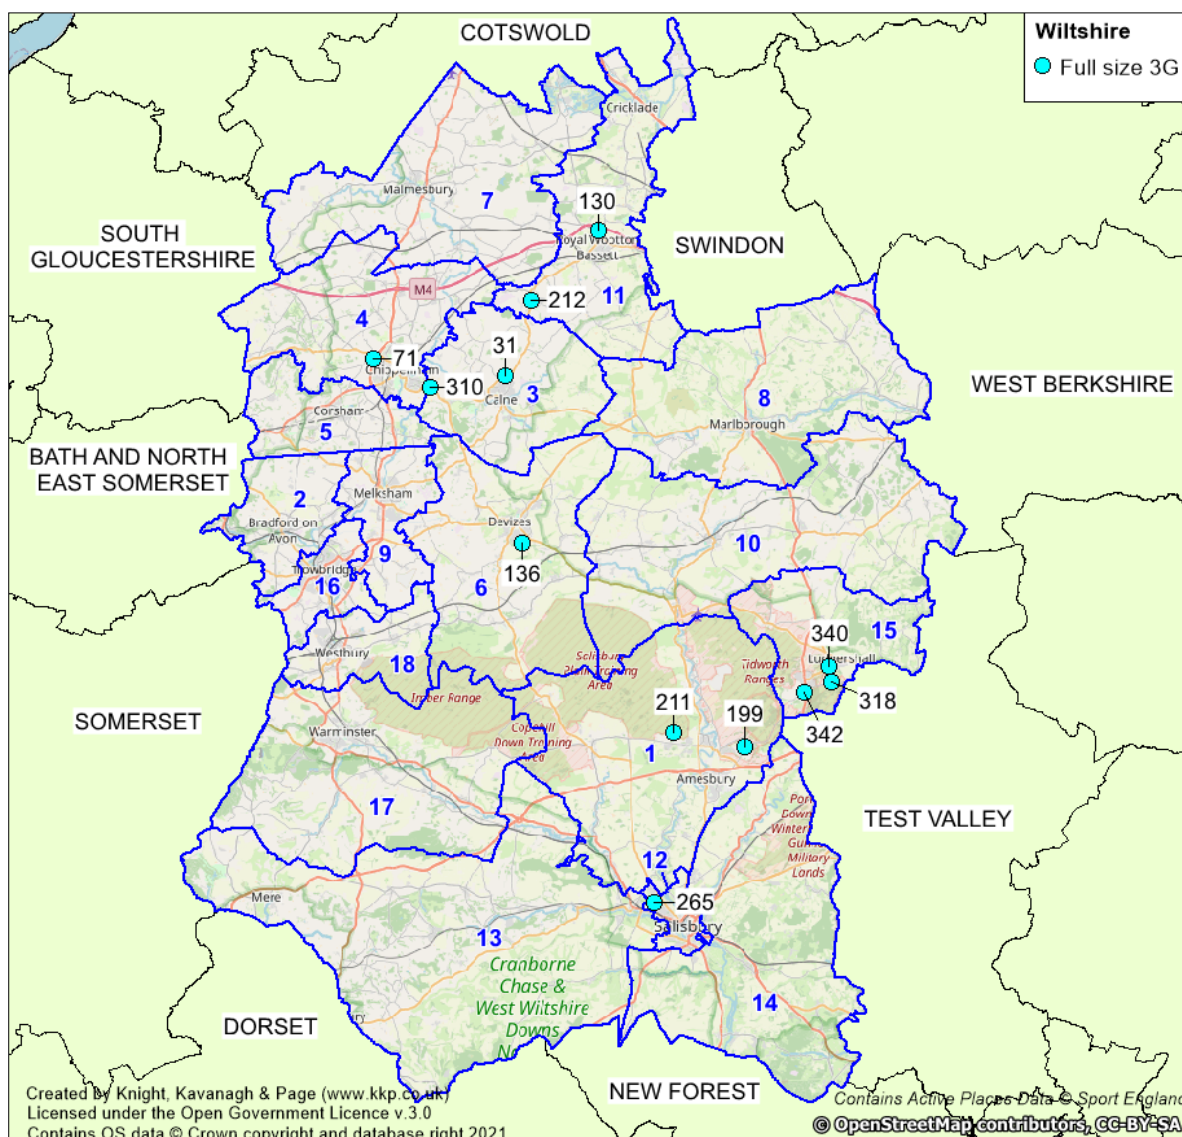 COTSWOLD
Wiltshire
Full size 3G
Cricklade
Malmesbury
7
130
SOUTH
GLOUCESTERSHIRE
SWINDON
Bassett
M4
212
11
4
71
31
310
3
Calne
8
WEST BERKSHIRE
Corsham
5
Marlborough
BATH AND NORTH
EAST SOMERSET
2
Melksham
Bradford on
Avon
Devizes
9
10
136
16
6
340
15
Westbury
18
Tidworth
Ranges
318
342
Imber Range
SOMERSET
211
199
Warminster
Down Training
Area
1
Amesbury
17
TEST VALLEY
Military
Lands
12
265
Mere
Salisbury
13
Cranborne
Chase &
West Wiltshire
Downs
14
DORSET
NEW FOREST
Created by Knight, Kavanagh & Page (www.kkp.co.uk)
Licensed under the Open Government Licence v.3.0
Contains OS data © Crown copyright and database right 2021
Contains Active Places Data © Sport England
© OpenStreetMap contributors, CC-BY-SA